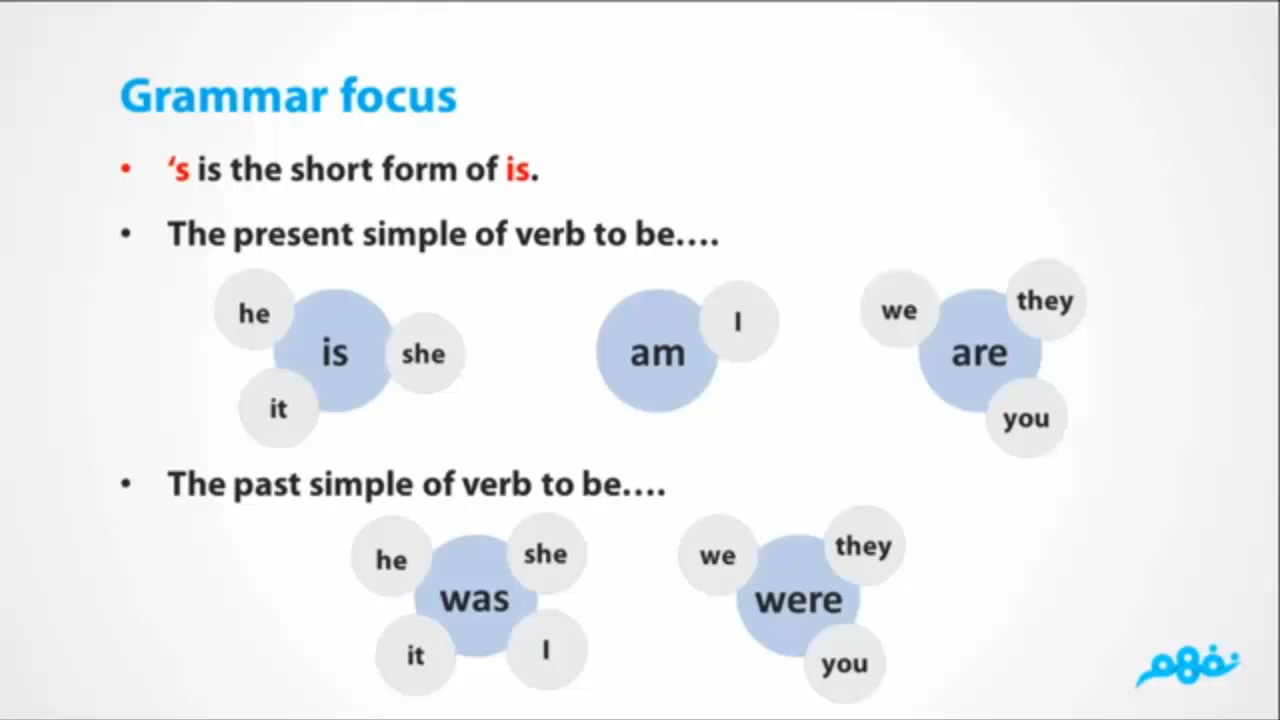 Grammar focus
• ‘s is the short form of is.
• The present simple of verb to be....
he is she it
I am
we they are you
• The past simple of verb to be....
he she was it I
we they were you
نفهم